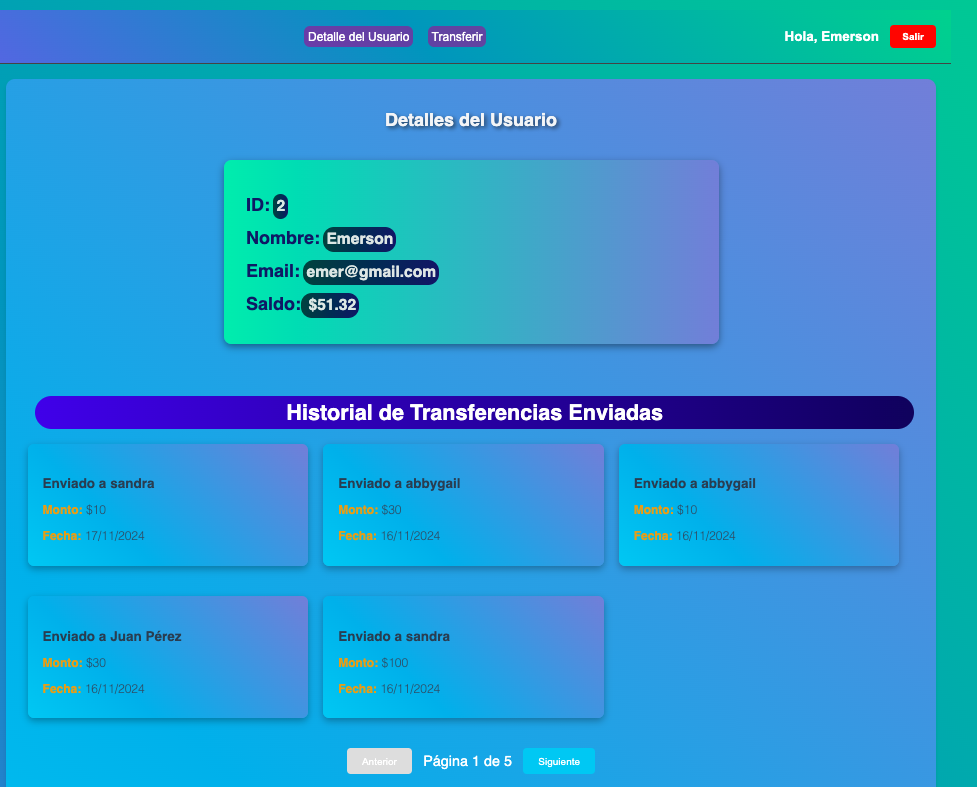 Detalle del Usuario Transferir Hola, Emerson Salir
Detalles del Usuario
ID: 2
Nombre: Emerson
Email: emer@gmail.com
Saldo: $51.32
Historial de Transferencias Enviadas
Enviado a sandra
Monto: $10
Fecha: 17/11/2024
Enviado a abbygail
Monto: $30
Fecha: 16/11/2024
Enviado a abbygail
Monto: $10
Fecha: 16/11/2024
Enviado a Juan Pérez
Monto: $30
Fecha: 16/11/2024
Enviado a sandra
Monto: $100
Fecha: 16/11/2024
Anterior Página 1 de 5 Siguiente